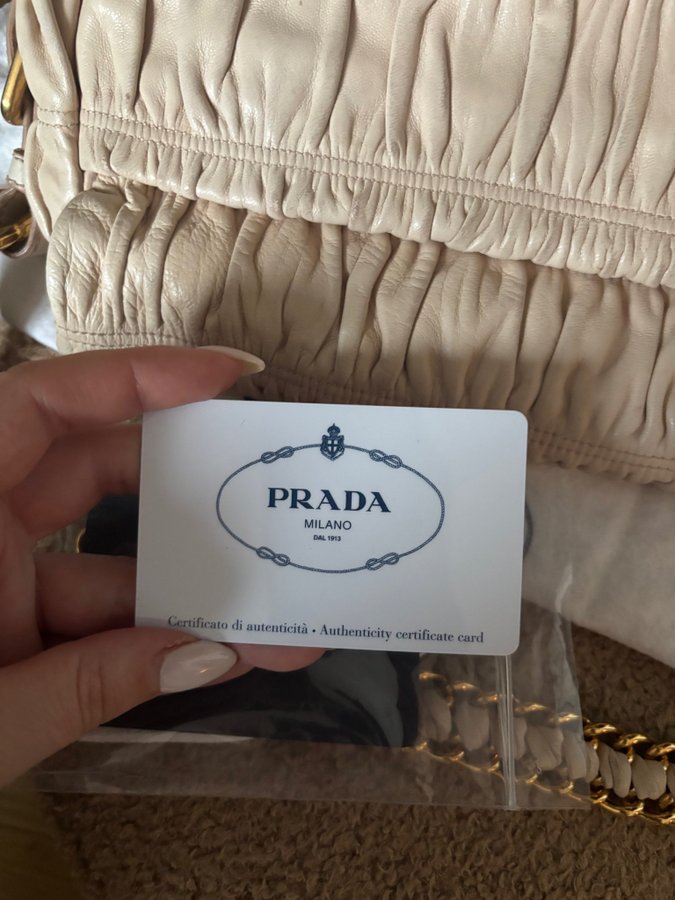 PRADA
MILANO
DAL 1913
Certificato di autenticità • Authenticity certificate card